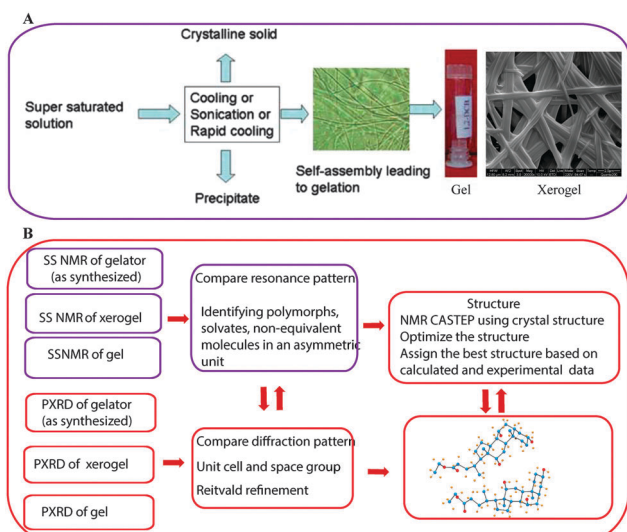 A
Crystalline solid
Super saturated
solution
Cooling or
Sonication or
Rapid cooling
Precipitate
Self-assembly leading
to gelation
Gel
Xerogel
B
SS NMR of gelator
(as synthesized)
SS NMR of xerogel
SSNMR of gel
PXRD of gelator
(as synthesized)
PXRD of xerogel
PXRD of gel
Compare resonance pattern
Identifying polymorphs,
solvates, non-equivalent
molecules in an asymmetric
unit
Compare diffraction pattern
Unit cell and space group
Reitvald refinement
Structure
NMR CASTEP using crystal structure
Optimize the structure
Assign the best structure based on
calculated and experimental data